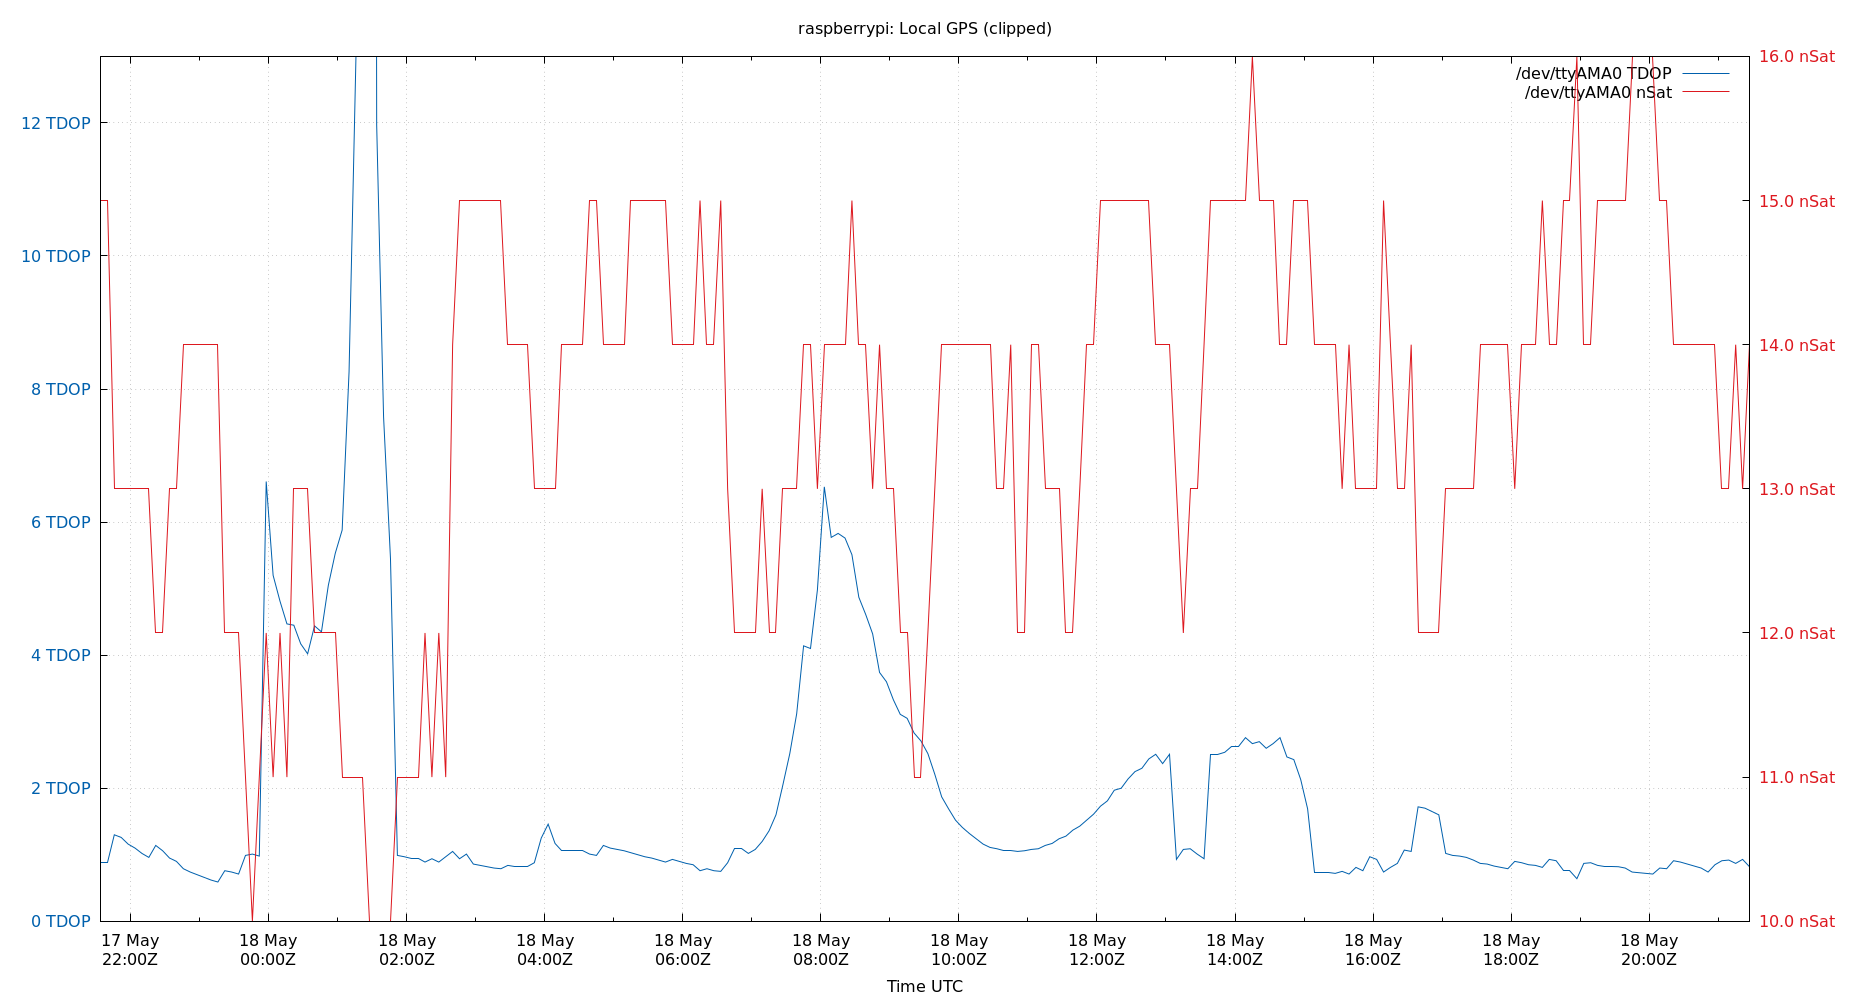 raspberrypi: Local GPS (clipped)
/dev/ttyAMA0 TDOP
/dev/ttyAMA0 nSat
12 TDOP
10 TDOP
8 TDOP
6 TDOP
4 TDOP
2 TDOP
0 TDOP
16.0 nSat
15.0 nSat
14.0 nSat
13.0 nSat
12.0 nSat
11.0 nSat
10.0 nSat
17 May
22:00Z
18 May
00:00Z
18 May
02:00Z
18 May
04:00Z
18 May
06:00Z
18 May
08:00Z
18 May
10:00Z
18 May
12:00Z
18 May
14:00Z
18 May
16:00Z
18 May
18:00Z
18 May
20:00Z
Time UTC